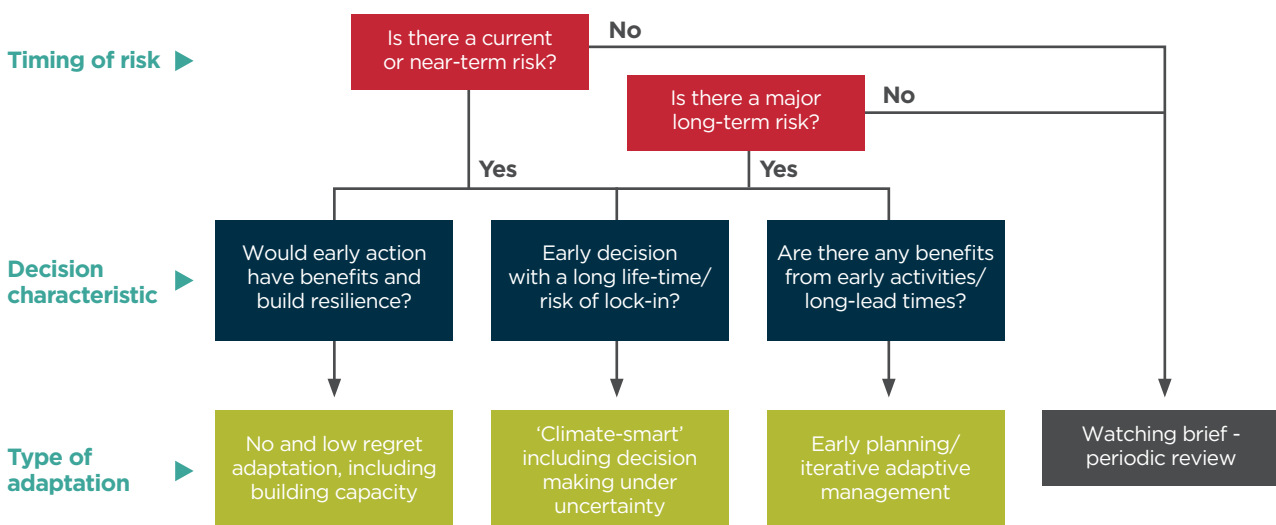 Timing of risk
Is there a current
or near-term risk?
No
Is there a major
long-term risk?
No
Yes
Yes
Decision
characteristic
Would early action
have benefits and
build resilience?
Early decision
with a long life-time/
risk of lock-in?
Are there any benefits
from early activities/
long-lead times?
Type of
adaptation
No and low regret
adaptation, including
building capacity
‘Climate-smart’
including decision
making under
uncertainty
Early planning/
iterative adaptive
management
Watching brief -
periodic review